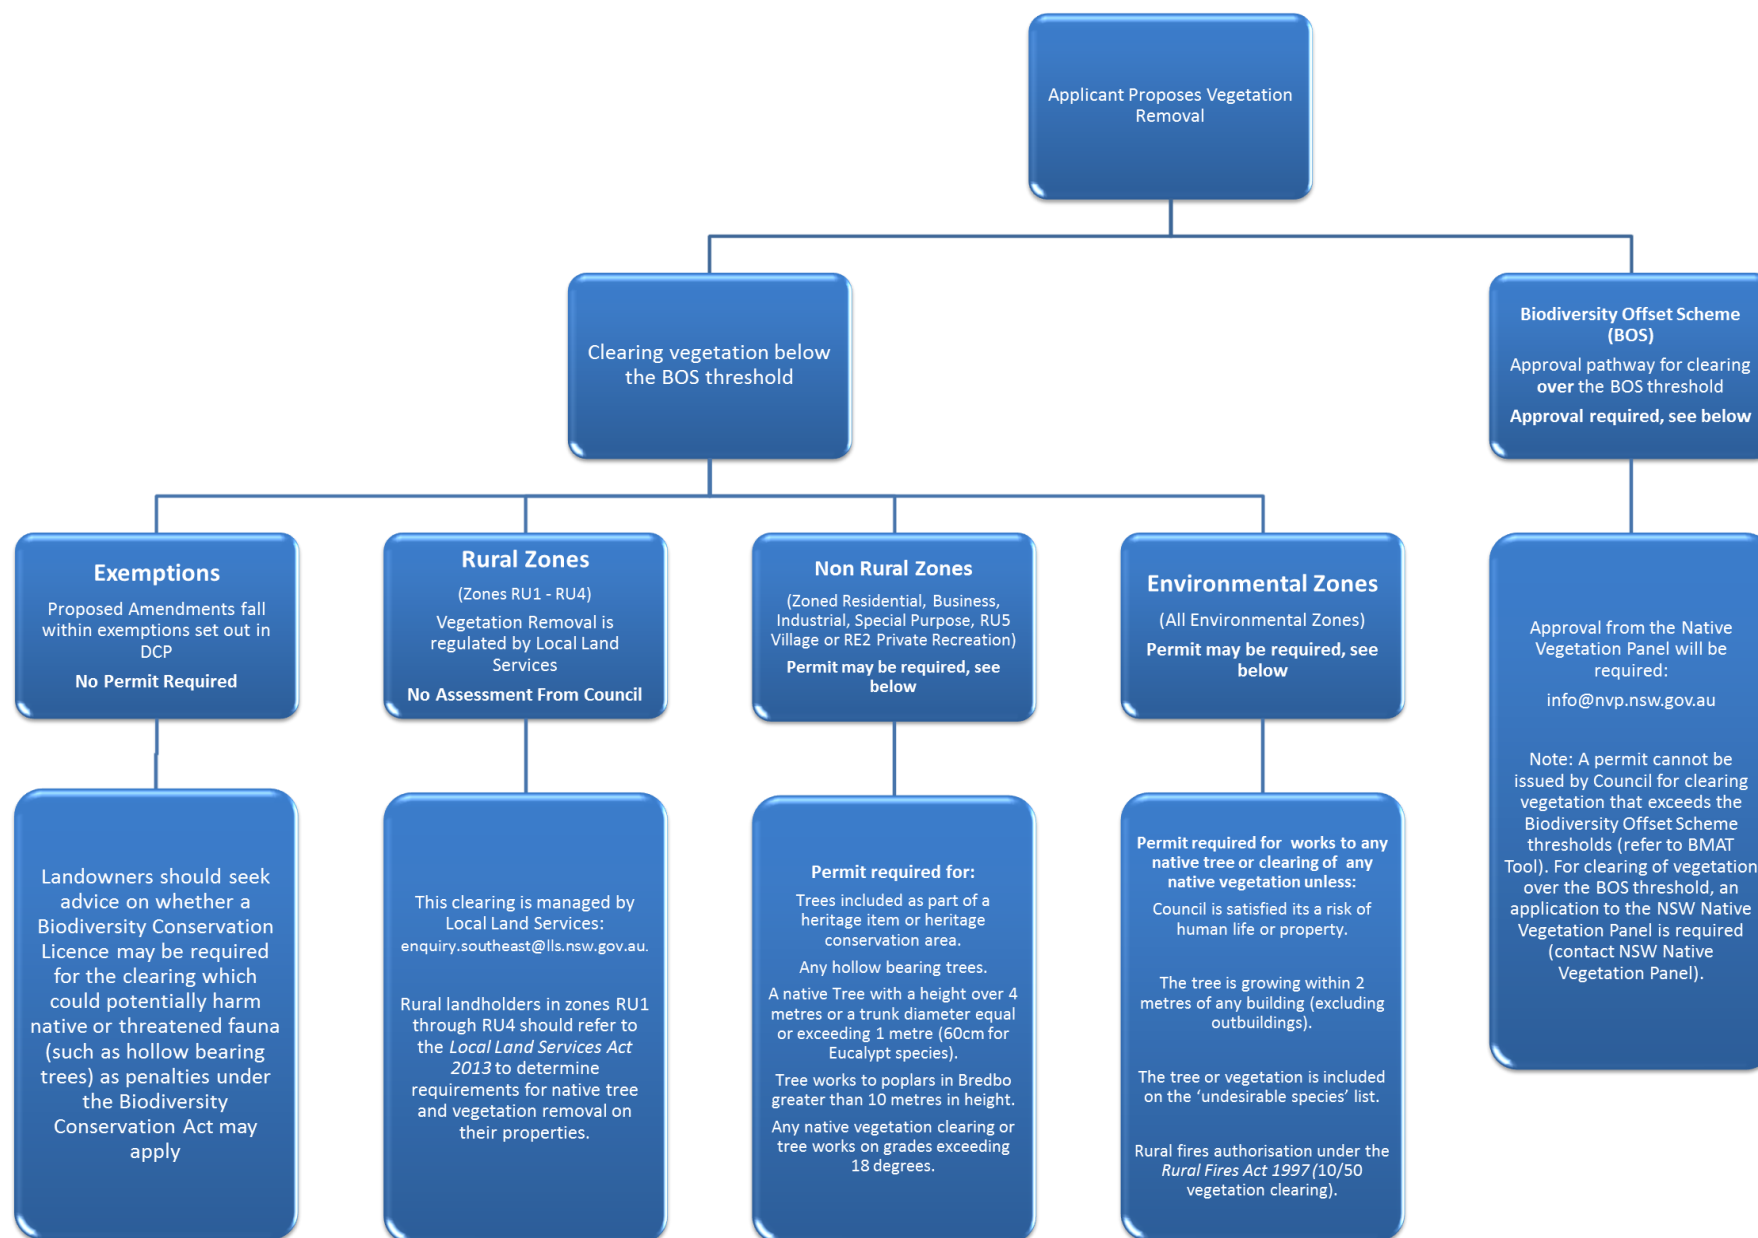 Applicant Proposes Vegetation
Removal
Clearing vegetation below
the BOS threshold
Biodiversity Offset Scheme
(BOS)
Approval pathway for clearing
over the BOS threshold
Approval required, see below
Exemptions
Proposed Amendments fall
within exemptions set out in
DCP
No Permit Required
Rural Zones
(Zones RU1 - RU4)
Vegetation Removal is
regulated by Local Land
Services
No Assessment From Council
Non Rural Zones
(Zoned Residential, Business,
Industrial, Special Purpose, RU5
Village or RE2 Private Recreation)
Permit may be required, see
below
Environmental Zones
(All Environmental Zones)
Permit may be required, see
below
Approval from the Native
Vegetation Panel will be
required:
info@nvp.nsw.gov.au
Note: A permit cannot be
issued by Council for clearing
vegetation that exceeds the
Biodiversity Offset Scheme
thresholds (refer to BMAT
Tool). For clearing of vegetation
over the BOS threshold, an
application to the NSW Native
Vegetation Panel is required
(contact NSW Native
Vegetation Panel).
Landowners should seek
advice on whether a
Biodiversity Conservation
Licence may be required
for the clearing which
could potentially harm
native or threatened fauna
(such as hollow bearing
trees) as penalties under
the Biodiversity
Conservation Act may
apply
This clearing is managed by
Local Land Services:
enquiry.southeast@lls.nsw.gov.au.
Rural landholders in zones RU1
through RU4 should refer to
the Local Land Services Act
2013 to determine
requirements for native tree
and vegetation removal on
their properties.
Permit required for:
Trees included as part of a
heritage item or heritage
conservation area.
Any hollow bearing trees.
A native Tree with a height over 4
metres or a trunk diameter equal
or exceeding 1 metre (60cm for
Eucalypt species).
Tree works to poplars in Bredbo
greater than 10 metres in height.
Any native vegetation clearing or
tree works on grades exceeding
18 degrees.
Permit required for works to any
native tree or clearing of any
native vegetation unless:
Council is satisfied its a risk of
human life or property.
The tree is growing within 2
metres of any building (excluding
outbuildings).
The tree or vegetation is included
on the ‘undesirable species’ list.
Rural fires authorisation under the
Rural Fires Act 1997 (10/50
vegetation clearing).